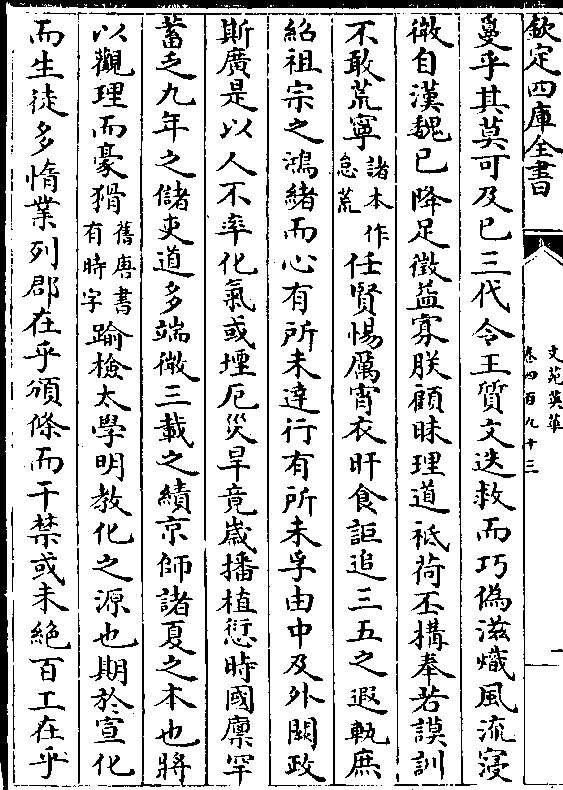 欽定四庫全書
文苑英華
卷四百九十三
二
敻乎其莫可及已三代令王質文迭救而巧偽滋熾風流寖
微自漢魏已降足徵蓋寡朕顧昧理道祗荷丕搆奉若謨訓
不敢荒寧諸本作怠荒任賢惕厲宵衣旰食詎追三五之遐軌庶
紹祖宗之鴻緒而心有所未達行有所未孚由中及外闕政
斯廣是以人不率化氣或堙厄災旱竟歲播植愆時國廩罕
蓄乏九年之儲吏道多端微三載之績京師諸夏之本也將
以觀理而豪猾舊唐書有時字踰檢太學明教化之源也期於宣化
而生徒多惰業列郡在乎頒條而干禁或未絕百工在乎